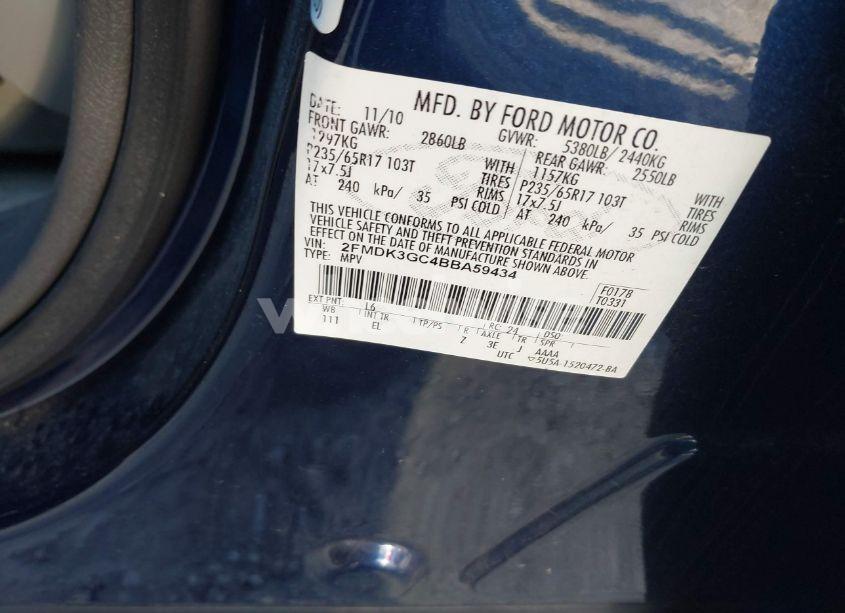 MFD. BY FORD MOTOR CO.
DATE: 11/10 GVWR: 5380LB/ 2440KG
FRONT GAWR: 2860LB REAR GAWR: 2550LB
1297KG WITH 1157KG WITH
P235/65R17 103T TIRES P235/65R17 103T TIRES
17x7.5J RIMS 17x7.5J RIMS
AT 240 kPa/ 35 PSI COLD AT 240 kPa/ 35 PSI COLD
THIS VEHICLE CONFORMS TO ALL APPLICABLE FEDERAL MOTOR
VEHICLE SAFETY AND THEFT PREVENTION STANDARDS IN
EFFECT ON THE DATE OF MANUFACTURE SHOWN ABOVE.
VIN: 2FMDK3GC4BBA59434
TYPE: MPV
F0178
T0331
EXT PNT: L6 RC: 24 DSO
WB INT TR TP/PS R AXLE TR SPR
111 EL Z 3E J AAAA
UTC 5U5A-1520472-BA